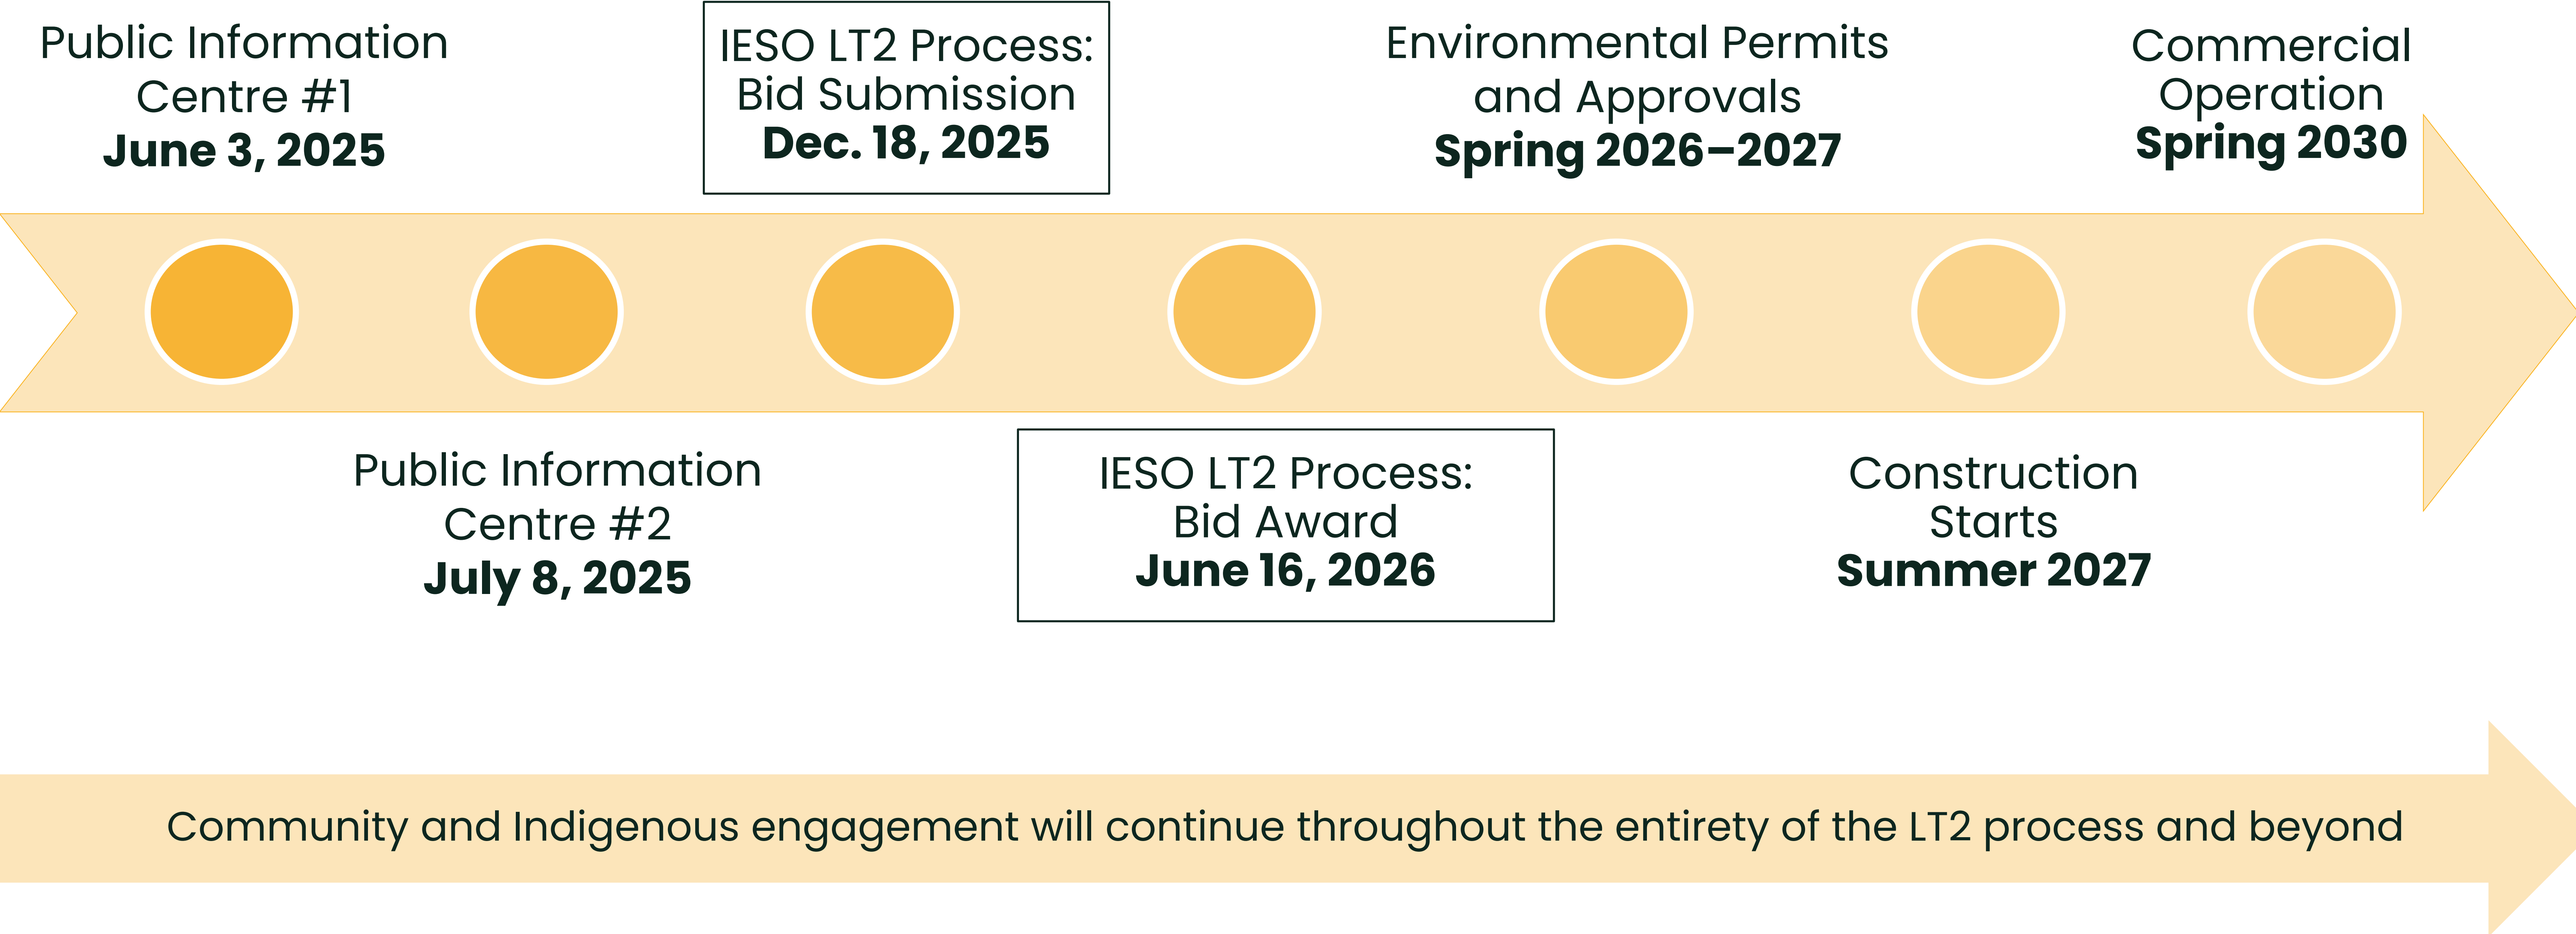 Public Information
Centre #1
June 3, 2025
Public Information
Centre #2
July 8, 2025
IESO LT2 Process:
Bid Submission
Dec. 18, 2025
IESO LT2 Process:
Bid Award
June 16, 2026
Environmental Permits
and Approvals
Spring 2026–2027
Construction
Starts
Summer 2027
Commercial
Operation
Spring 2030
Community and Indigenous engagement will continue throughout the entirety of the LT2 process and beyond